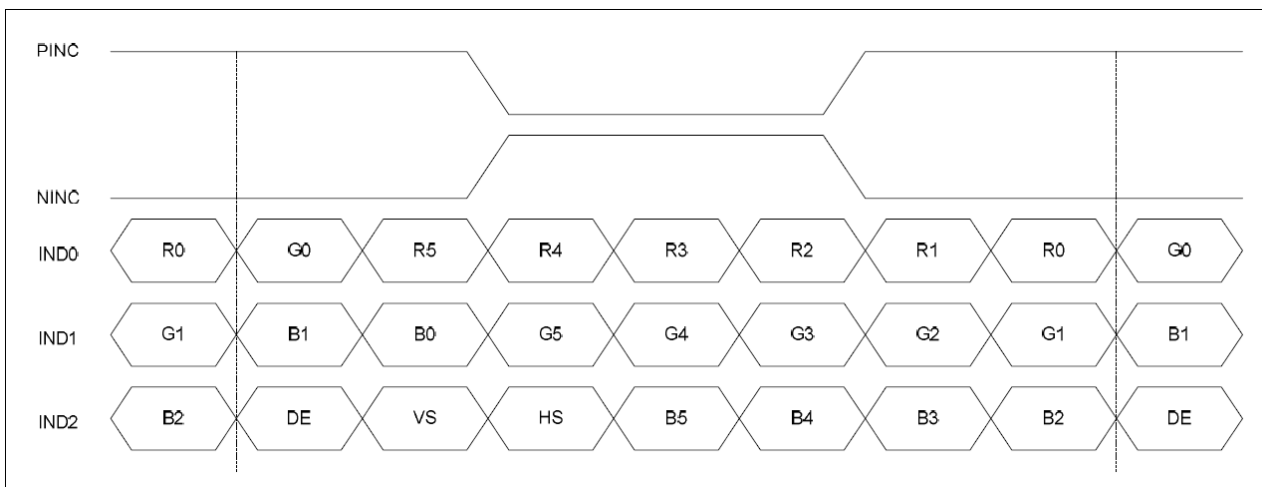 PINC
NINC
IND0 R0 G0 R5 R4 R3 R2 R1 R0 G0
IND1 G1 B1 B0 G5 G4 G3 G2 G1 B1
IND2 B2 DE VS HS B5 B4 B3 B2 DE